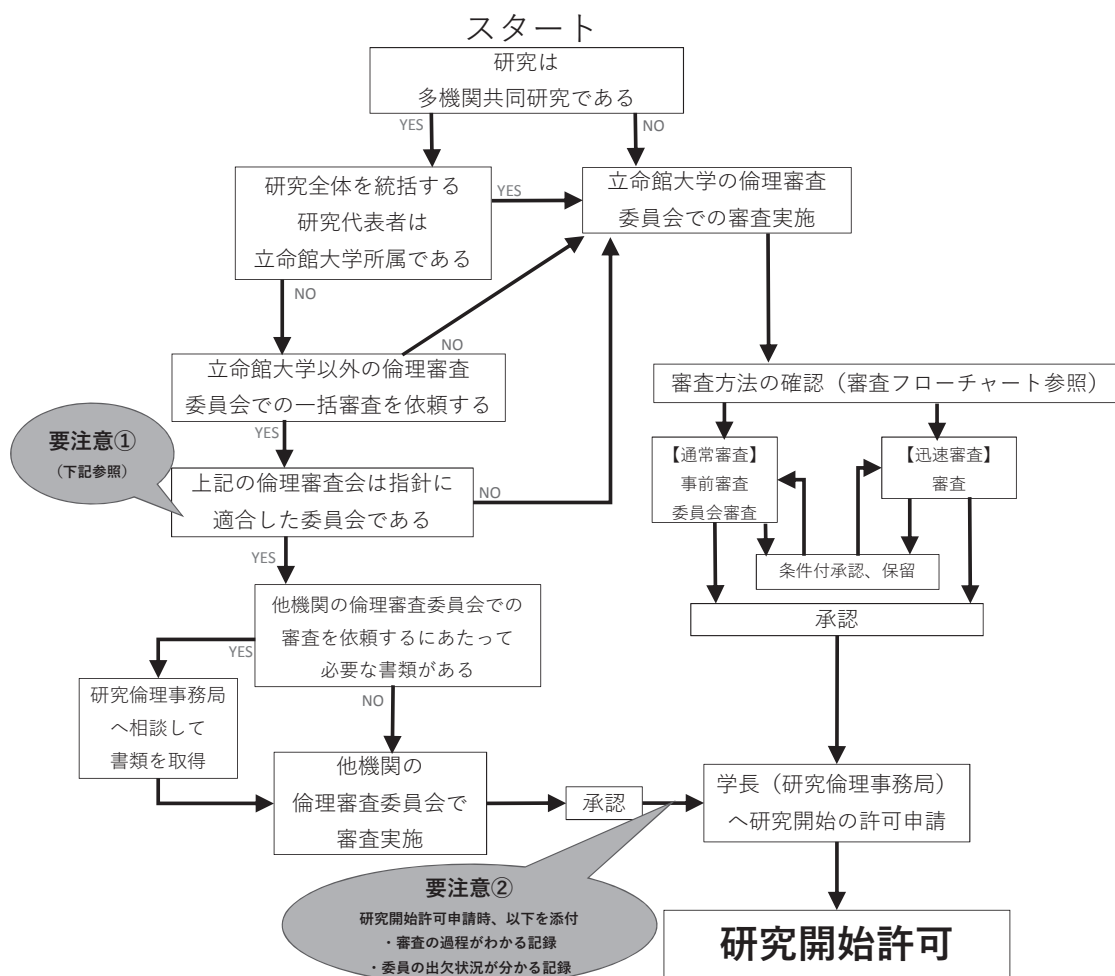 スタート
研究は
多機関共同研究である
YES
NO
研究全体を統括する
研究代表者は
立命館大学所属である
YES
立命館大学の倫理審査
委員会での審査実施
NO
NO
立命館大学以外の倫理審査
委員会での一括審査を依頼する
審査方法の確認（審査フローチャート参照）
YES
要注意①
（下記参照）
上記の倫理審査会は指針に
適合した委員会である
NO
【通常審査】
事前審査
委員会審査
【迅速審査】
審査
YES
条件付承認、保留
承認
他機関の倫理審査委員会での
審査を依頼するにあたって
必要な書類がある
YES
NO
研究倫理事務局
へ相談して
書類を取得
他機関の
倫理審査委員会で
審査実施
承認
学長（研究倫理事務局）
へ研究開始の許可申請
要注意②
研究開始許可申請時、以下を添付
・審査の過程がわかる記録
・委員の出欠状況が分かる記録
研究開始許可